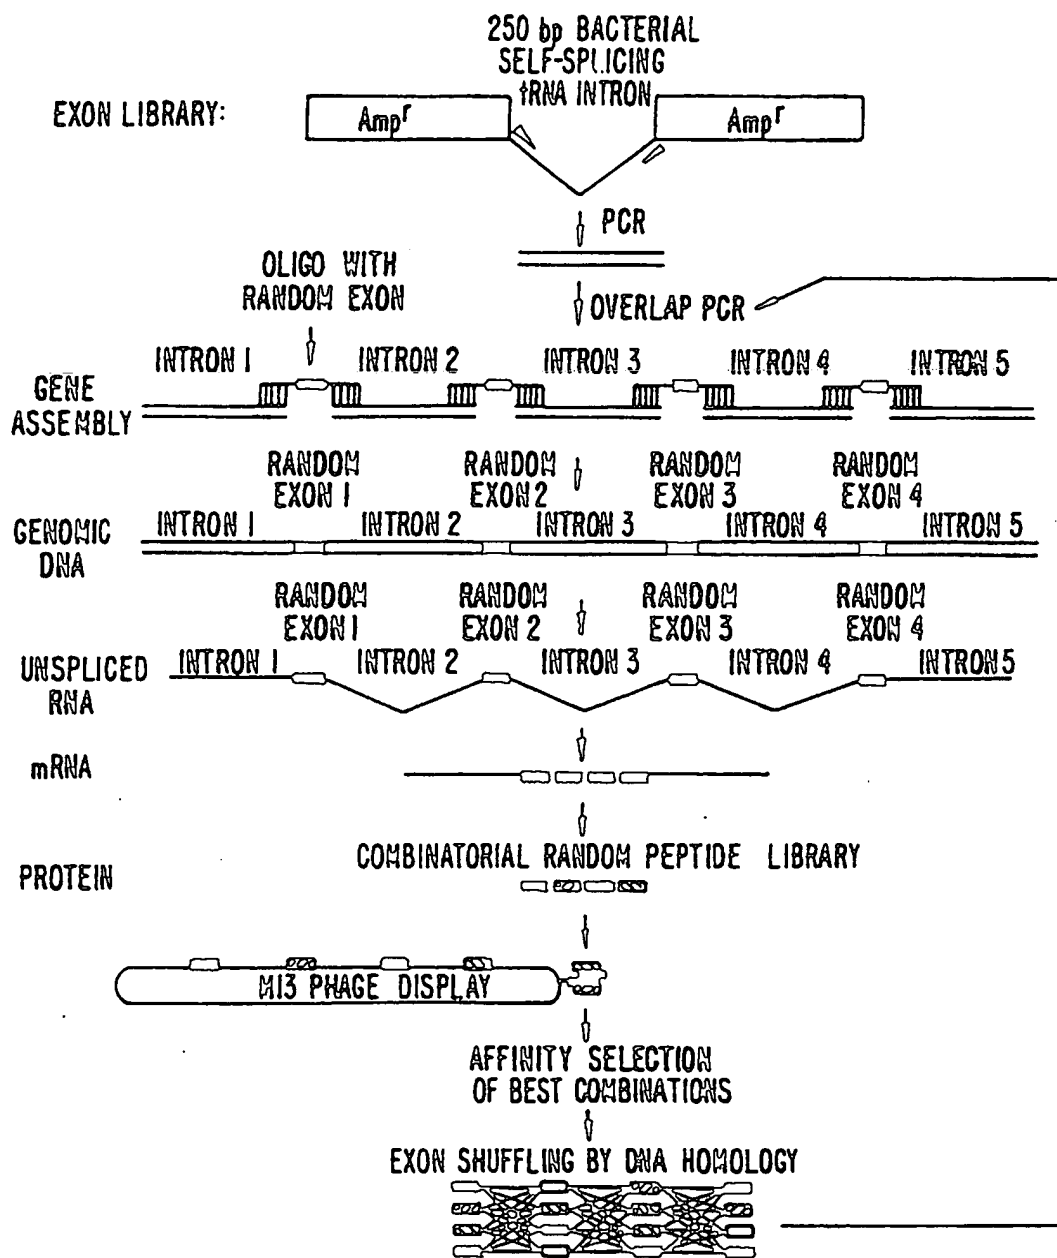 250 bp BACTERIAL
SELF-SPLICING
tRNA INTRON
EXON LIBRARY:
Ampr
Ampr
PCR
OLIGO WITH
RANDOM EXON
OVERLAP PCR
INTRON 1 INTRON 2 INTRON 3 INTRON 4 INTRON 5
GENE
ASSEMBLY
RANDOM
EXON 1
RANDOM
EXON 2
RANDOM
EXON 3
RANDOM
EXON 4
INTRON 1 INTRON 2 INTRON 3 INTRON 4 INTRON 5
GENOMIC
DNA
RANDOM
EXON 1
RANDOM
EXON 2
RANDOM
EXON 3
RANDOM
EXON 4
INTRON 1 INTRON 2 INTRON 3 INTRON 4 INTRON 5
UNSPLICED
RNA
mRNA
COMBINATORIAL RANDOM PEPTIDE LIBRARY
PROTEIN
M13 PHAGE DISPLAY
AFFINITY SELECTION
OF BEST COMBINATIONS
EXON SHUFFLING BY DNA HOMOLOGY